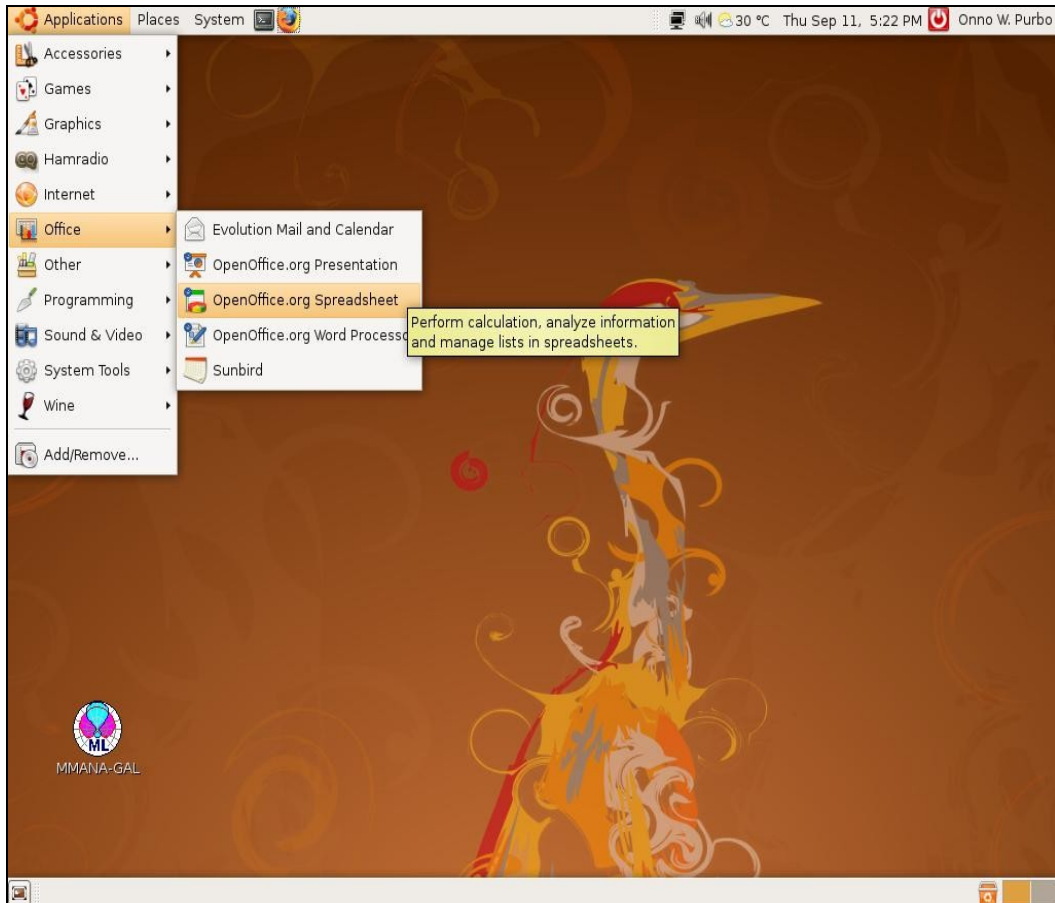 Applications Places System 30 °C Thu Sep 11, 5:22 PM Onno W. Purbo
Accessories
Games
Graphics
Hamradio
Internet
Office
Other
Programming
Sound & Video
System Tools
Wine
Add/Remove...
Evolution Mail and Calendar
OpenOffice.org Presentation
OpenOffice.org Spreadsheet
OpenOffice.org Word Processo
Sunbird
Perform calculation, analyze information
and manage lists in spreadsheets.
ML
MMANA-GAL